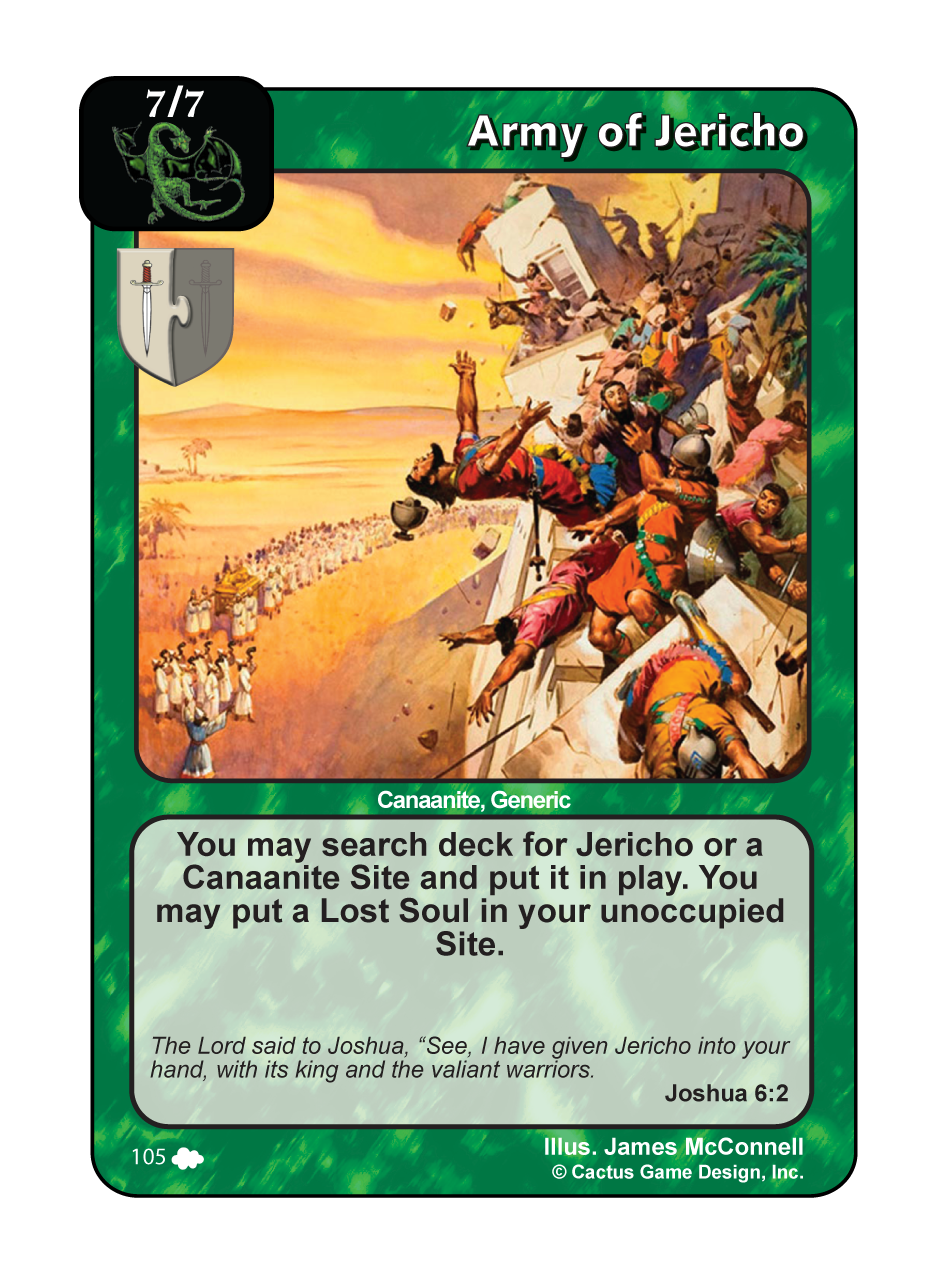 7/7
Army of Jericho
Canaanite, Generic
You may search deck for Jericho or a
Canaanite Site and put it in play. You
may put a Lost Soul in your unoccupied
Site.
The Lord said to Joshua, “See, I have given Jericho into your
hand, with its king and the valiant warriors.
Joshua 6:2
105
Illus. James McConnell
© Cactus Game Design, Inc.